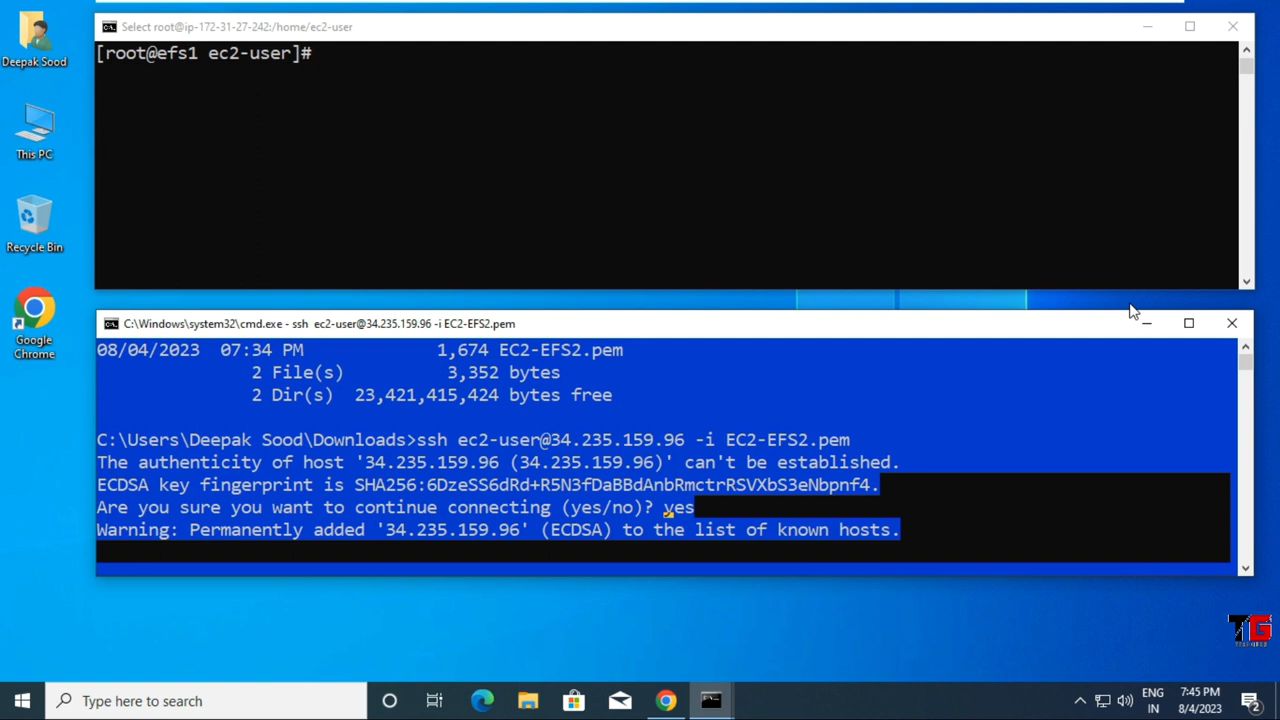 Deepak Sood
This PC
Recycle Bin
Google
Chrome
Select root@ip-172-31-27-242:/home/ec2-user
[root@efs1 ec2-user]#
C:\Windows\system32\cmd.exe - ssh ec2-user@34.235.159.96 -i EC2-EFS2.pem
08/04/2023 07:34 PM 1,674 EC2-EFS2.pem
2 File(s) 3,352 bytes
2 Dir(s) 23,421,415,424 bytes free
C:\Users\Deepak Sood\Downloads>ssh ec2-user@34.235.159.96 -i EC2-EFS2.pem
The authenticity of host '34.235.159.96 (34.235.159.96)' can't be established.
ECDSA key fingerprint is SHA256:6DzeSS6dRd+R5N3fDaBBdAnbRmctrRSVXbS3eNbpnf4.
Are you sure you want to continue connecting (yes/no)? yes
Warning: Permanently added '34.235.159.96' (ECDSA) to the list of known hosts.
TG
Type here to search
ENG
IN
7:45 PM
8/4/2023
2